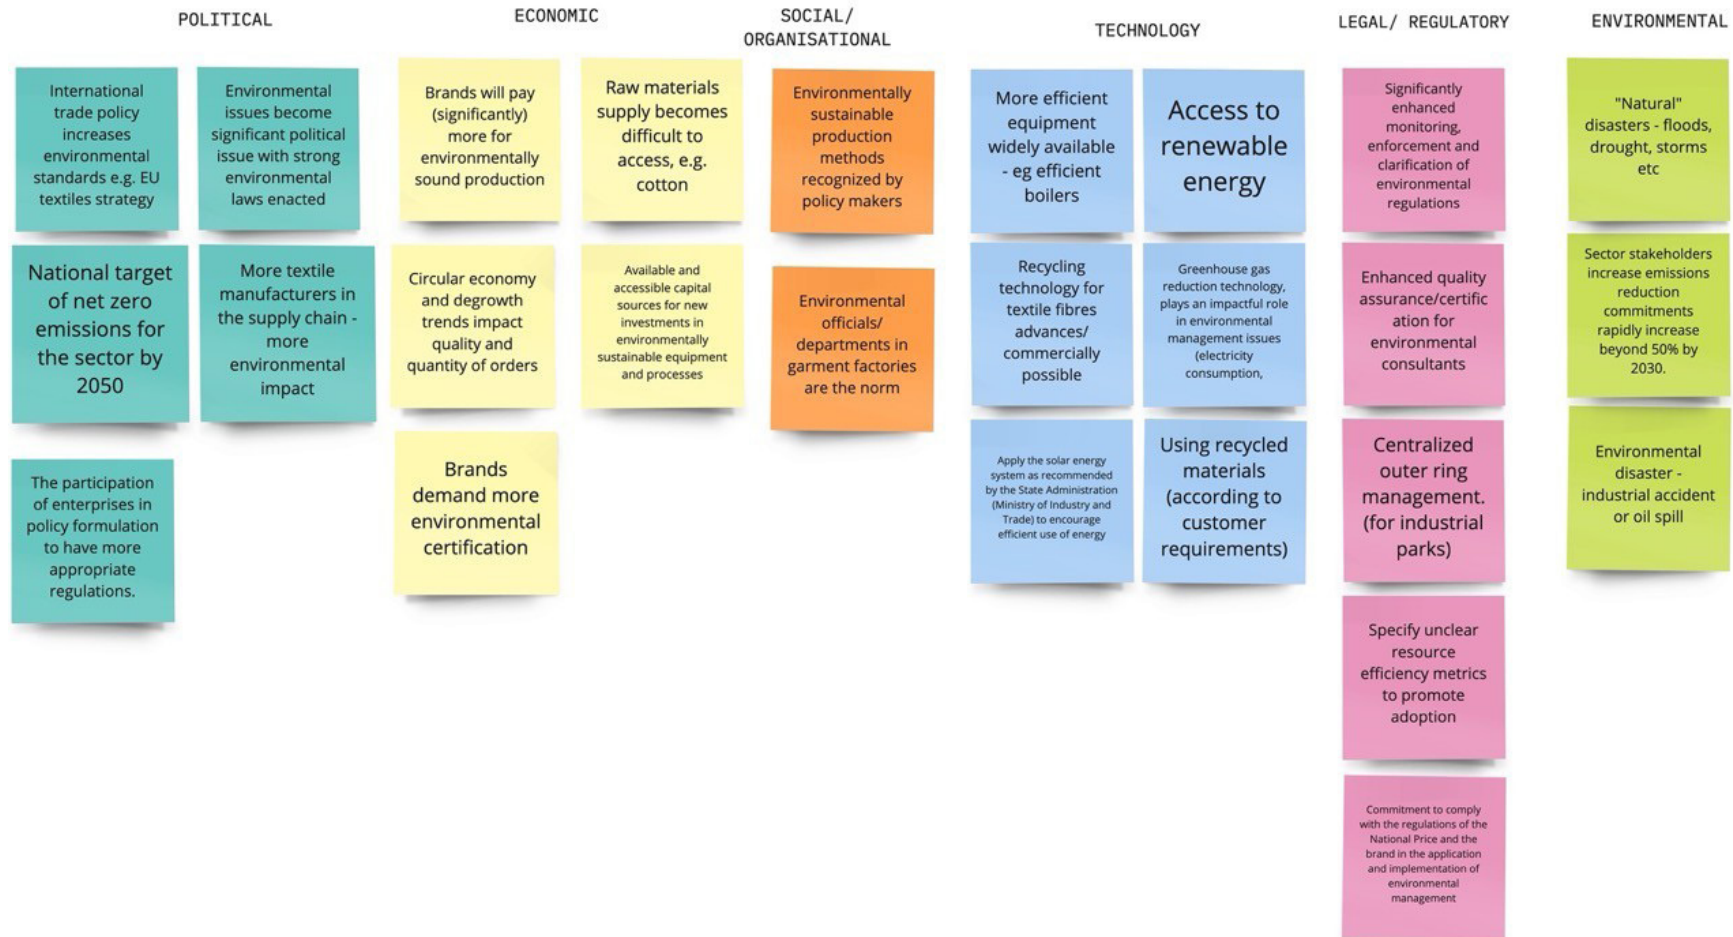 POLITICAL
International
trade policy
increases
environmental
standards e.g. EU
textiles strategy
Environmental
issues become
significant political
issue with strong
environmental
laws enacted
National target
of net zero
emissions for
the sector by
2050
More textile
manufacturers in
the supply chain -
more
environmental
impact
The participation
of enterprises in
policy formulation
to have more
appropriate
regulations.
ECONOMIC
Brands will pay
(significantly)
more for
environmentally
sound production
Raw materials
supply becomes
difficult to
access, e.g.
cotton
Circular economy
and degrowth
trends impact
quality and
quantity of orders
Available and
accessible capital
sources for new
investments in
environmentally
sustainable equipment
and processes
Brands
demand more
environmental
certification
SOCIAL/
ORGANISATIONAL
Environmentally
sustainable
production
methods
recognized by
policy makers
Environmental
officials/
departments in
garment factories
are the norm
TECHNOLOGY
More efficient
equipment
widely available
- eg efficient
boilers
Access to
renewable
energy
Recycling
technology for
textile fibres
advances/
commercially
possible
Greenhouse gas
reduction technology,
plays an impactful role
in environmental
management issues
(electricity
consumption,
Apply the solar energy
system as recommended
by the State Administration
(Ministry of Industry and
Trade) to encourage
efficient use of energy
Using recycled
materials
(according to
customer
requirements)
LEGAL/ REGULATORY
Significantly
enhanced
monitoring,
enforcement and
clarification of
environmental
regulations
Enhanced quality
assurance/certific
ation for
environmental
consultants
Centralized
outer ring
management.
(for industrial
parks)
Specify unclear
resource
efficiency metrics
to promote
adoption
Commitment to comply
with the regulations of the
National Price and the
brand in the application
and implementation of
environmental
management
ENVIRONMENTAL
"Natural"
disasters - floods,
drought, storms
etc
Sector stakeholders
increase emissions
reduction
commitments
rapidly increase
beyond 50% by
2030.
Environmental
disaster -
industrial accident
or oil spill